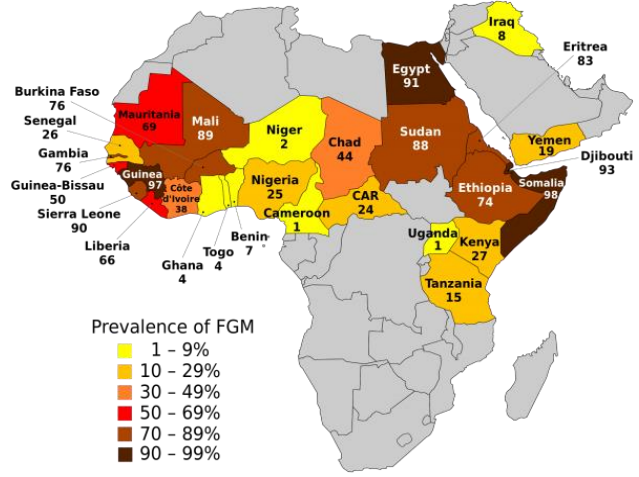 Iraq
8
Eritrea
83
Egypt
91
Burkina Faso
76
Mauritania
69
Mali
89
Niger
2
Chad
44
Sudan
88
Yemen
19
Senegal
26
Djibouti
93
Gambia
76
Guinea
97
Côte
d'Ivoire
38
Nigeria
25
Ethiopia
74
Somalia
98
Guinea-Bissau
50
CAR
24
Sierra Leone
90
Cameroon
1
Uganda
1
Kenya
27
Liberia
66
Benin
7
Togo
4
Ghana
4
Tanzania
15
Prevalence of FGM
1 – 9%
10 – 29%
30 – 49%
50 – 69%
70 – 89%
90 – 99%